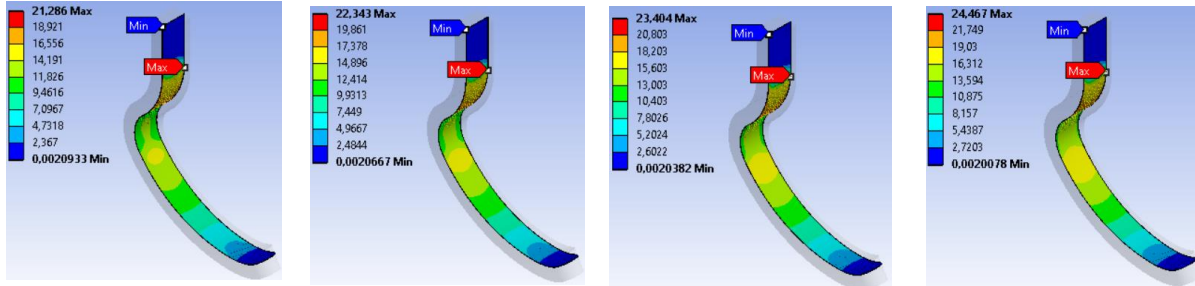 21,286 Max
18,921
16,556
14,191
11,826
9,4616
7,0967
4,7318
2,367
0,0020933 Min
Min
Max
22,343 Max
19,861
17,378
14,896
12,414
9,9313
7,449
4,9667
2,4844
0,0020667 Min
Min
Max
23,404 Max
20,803
18,203
15,603
13,003
10,403
7,8026
5,2024
2,6022
0,0020382 Min
Min
Max
24,467 Max
21,749
19,03
16,312
13,594
10,875
8,157
5,4387
2,7203
0,0020078 Min
Min
Max